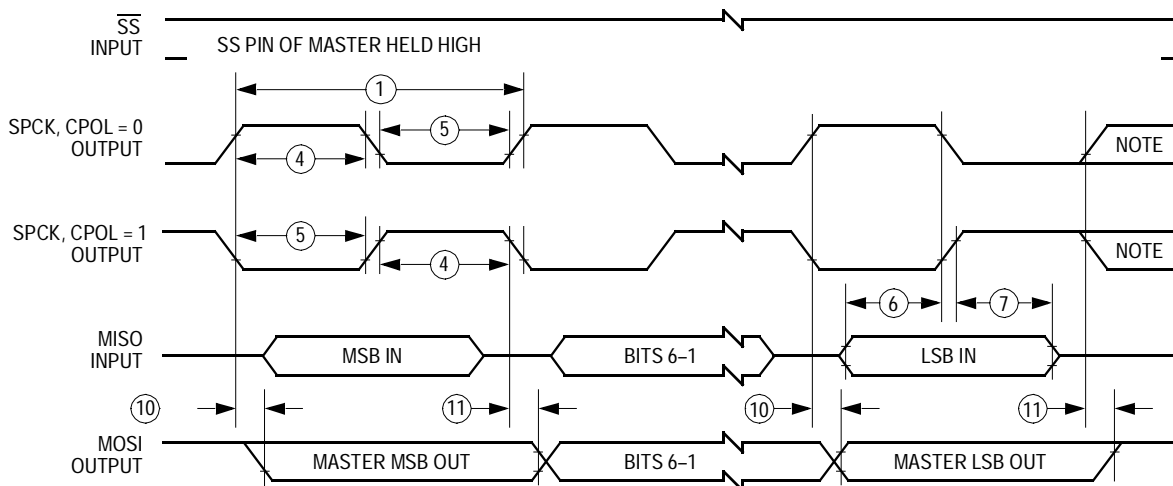 SS
INPUT
SS PIN OF MASTER HELD HIGH
1
SPCK, CPOL = 0
OUTPUT
5
4
NOTE
SPCK, CPOL = 1
OUTPUT
5
4
NOTE
6
7
MISO
INPUT
MSB IN
BITS 6–1
LSB IN
10
11
10
11
MOSI
OUTPUT
MASTER MSB OUT
BITS 6–1
MASTER LSB OUT